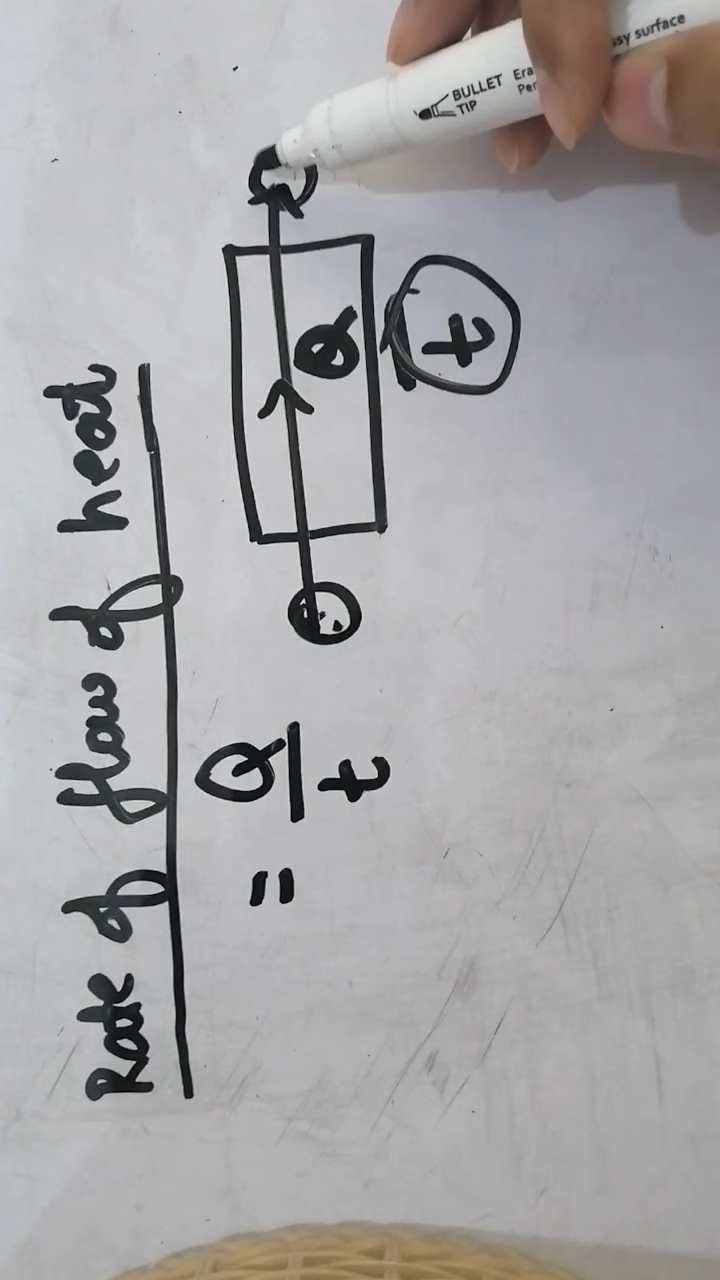 Rate of flow of heat
= Q/t
Q
t
BULLET
TIP